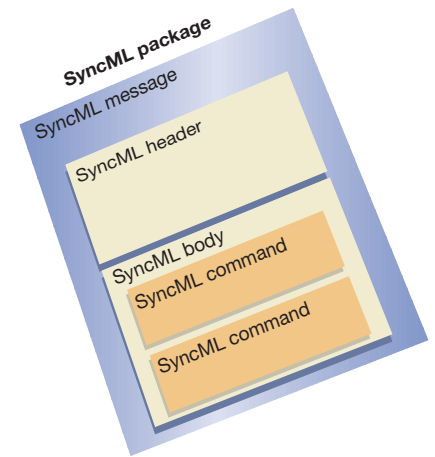 SyncML package
SyncML message
SyncML header
SyncML body
SyncML command
SyncML command